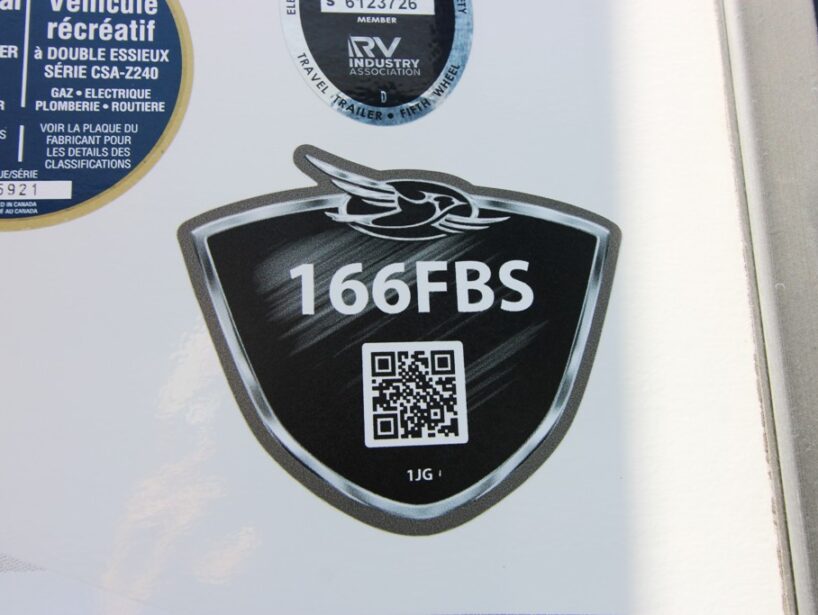 Véhicule
récréatif
à DOUBLE ESSIEUX
SÉRIE CSA-Z240
GAZ • ELECTRIQUE
PLOMBERIE • ROUTIERE
VOIR LA PLAQUE DU
FABRICANT POUR
LES DETAILS DES
CLASSIFICATIONS
5921
S 6123726
MEMBER
RV
INDUSTRY
ASSOCIATION
TRAVEL TRAILER • FIFTH WHEEL
166FBS
1JG